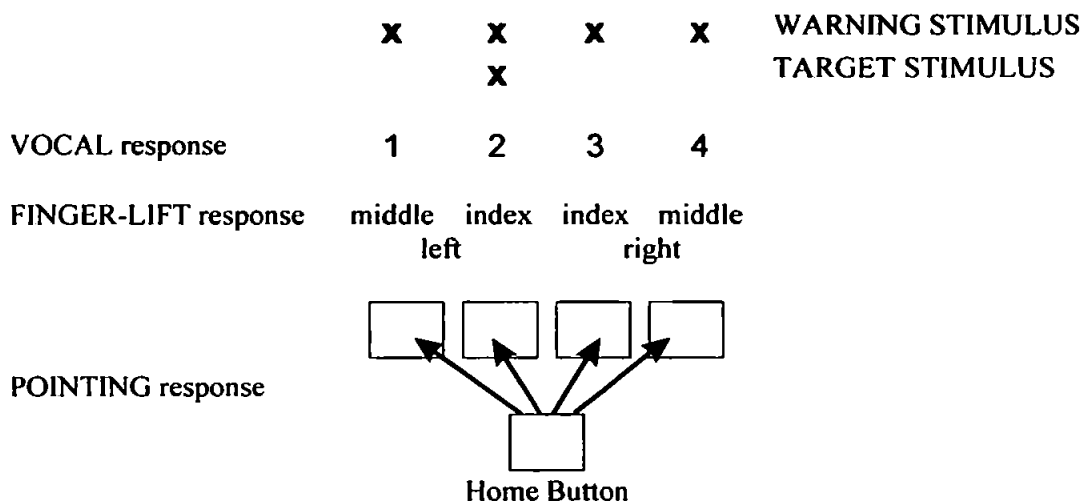 x x x x WARNING STIMULUS
x TARGET STIMULUS
VOCAL response 1 2 3 4
FINGER-LIFT response middle index index middle
left right
POINTING response
Home Button